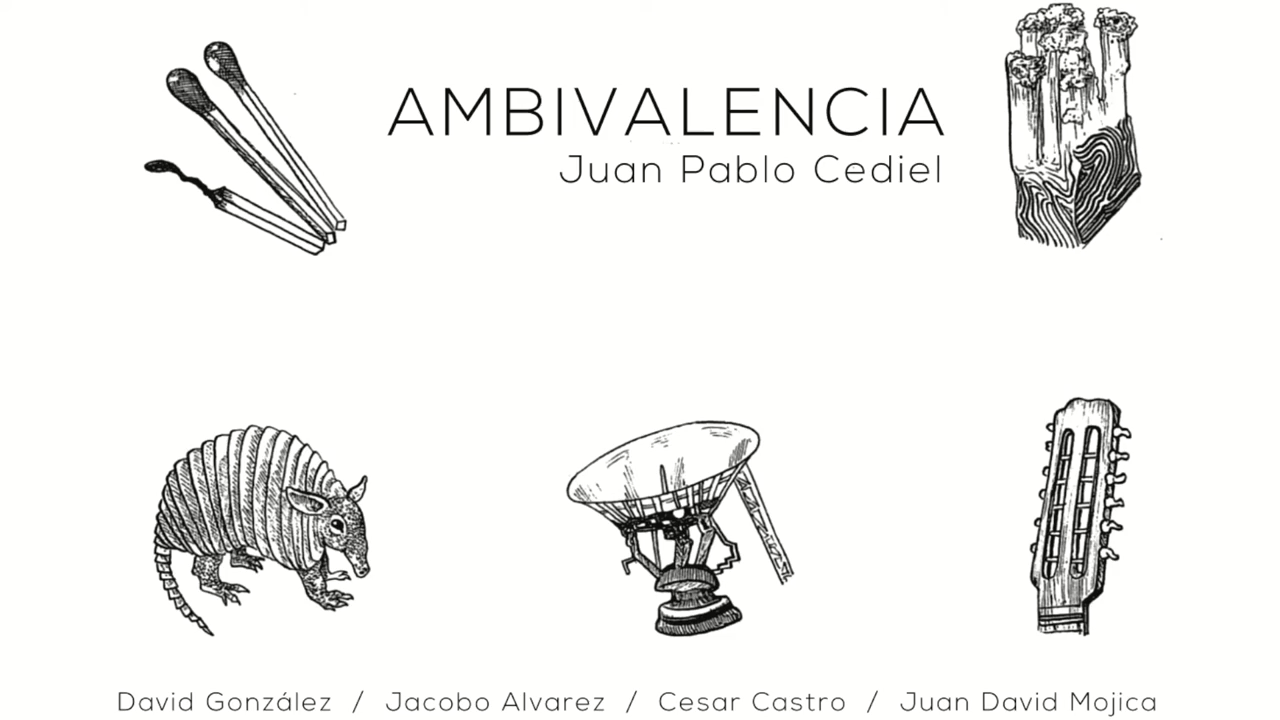 AMBIVALENCIA
Juan Pablo Cediel
David González / Jacobo Alvarez / Cesar Castro / Juan David Mojica